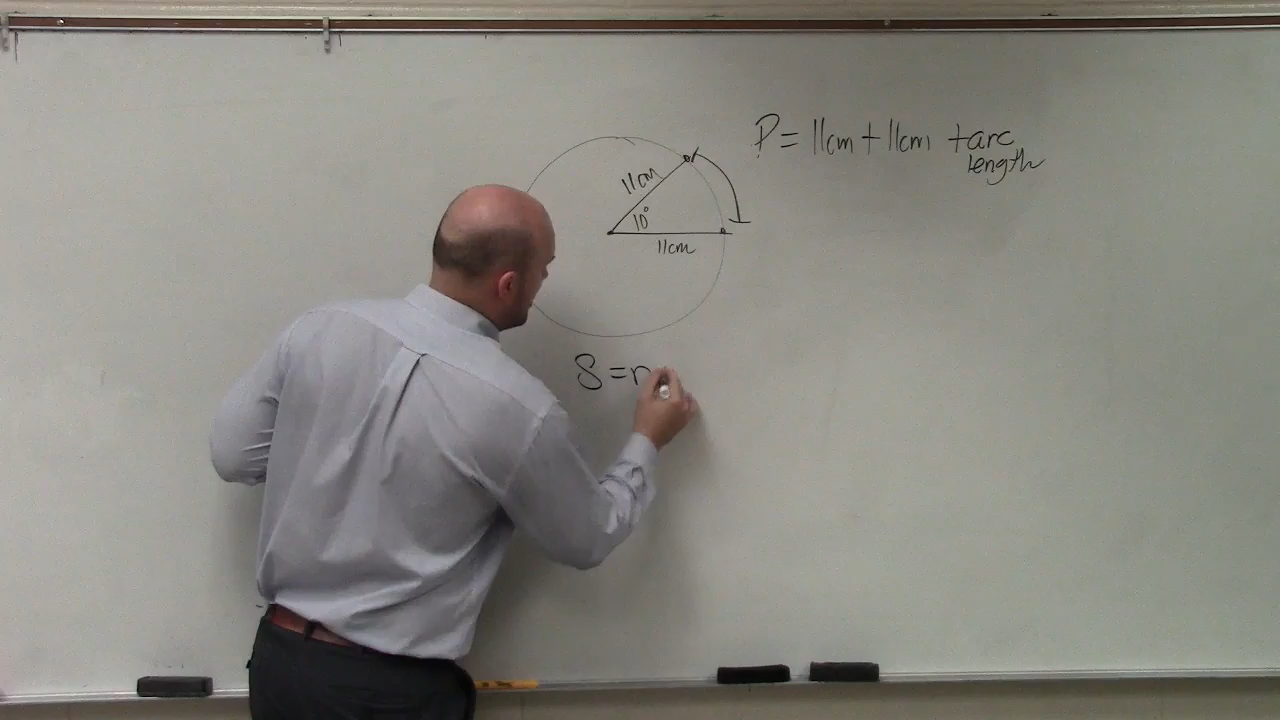 P = 11cm + 11cm + arc
length
11cm
10°
11cm
S = r